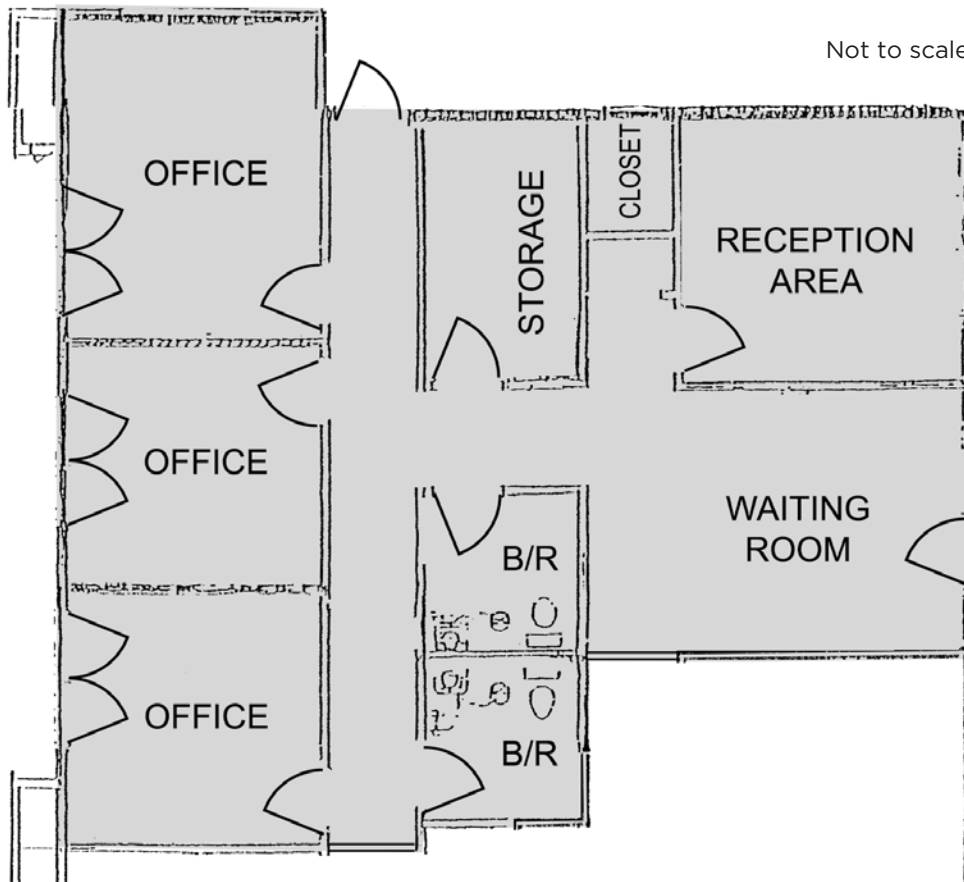 Not to scale
OFFICE
STORAGE
CLOSET
RECEPTION
AREA
OFFICE
WAITING
ROOM
B/R
OFFICE
B/R